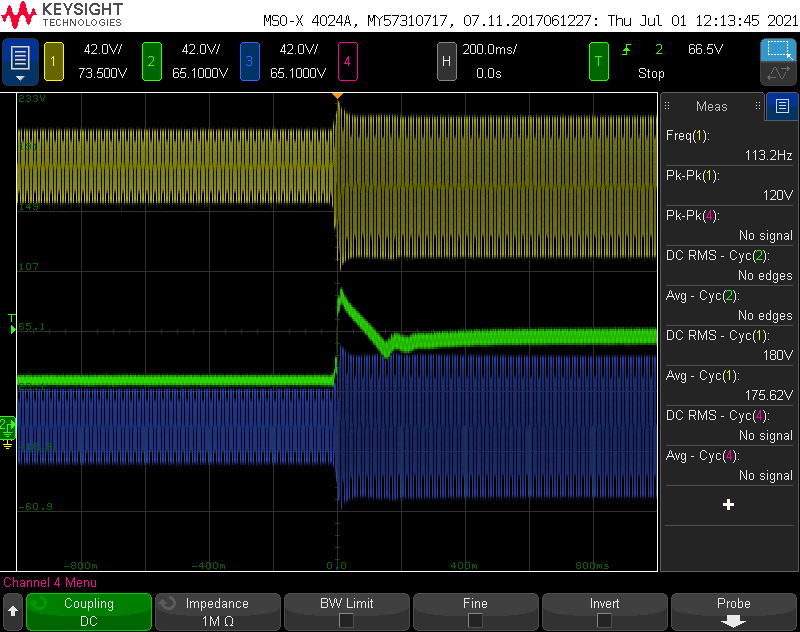 KEYSIGHT
TECHNOLOGIES
MSO-X 4024A, MY57310717, 07.11.2017061227: Thu Jul 01 12:13:45 2021
1 42.0V/ 2 42.0V/ 3 42.0V/ 4 H 200.0ms/ T 2 66.5V
73.500V 65.1000V 65.1000V 0.0s Stop
233V
149
107
65.1
-60.9
-800m -400m 0.0 400m 800ms
T
2
Meas
Freq(1):
113.2Hz
Pk-Pk(1):
120V
Pk-Pk(4):
No signal
DC RMS - Cyc(2):
No edges
Avg - Cyc(2):
No edges
DC RMS - Cyc(1):
180V
Avg - Cyc(1):
175.62V
DC RMS - Cyc(4):
No signal
Avg - Cyc(4):
No signal
Channel 4 Menu
Coupling Impedance BW Limit Fine Invert Probe
DC 1M Ω